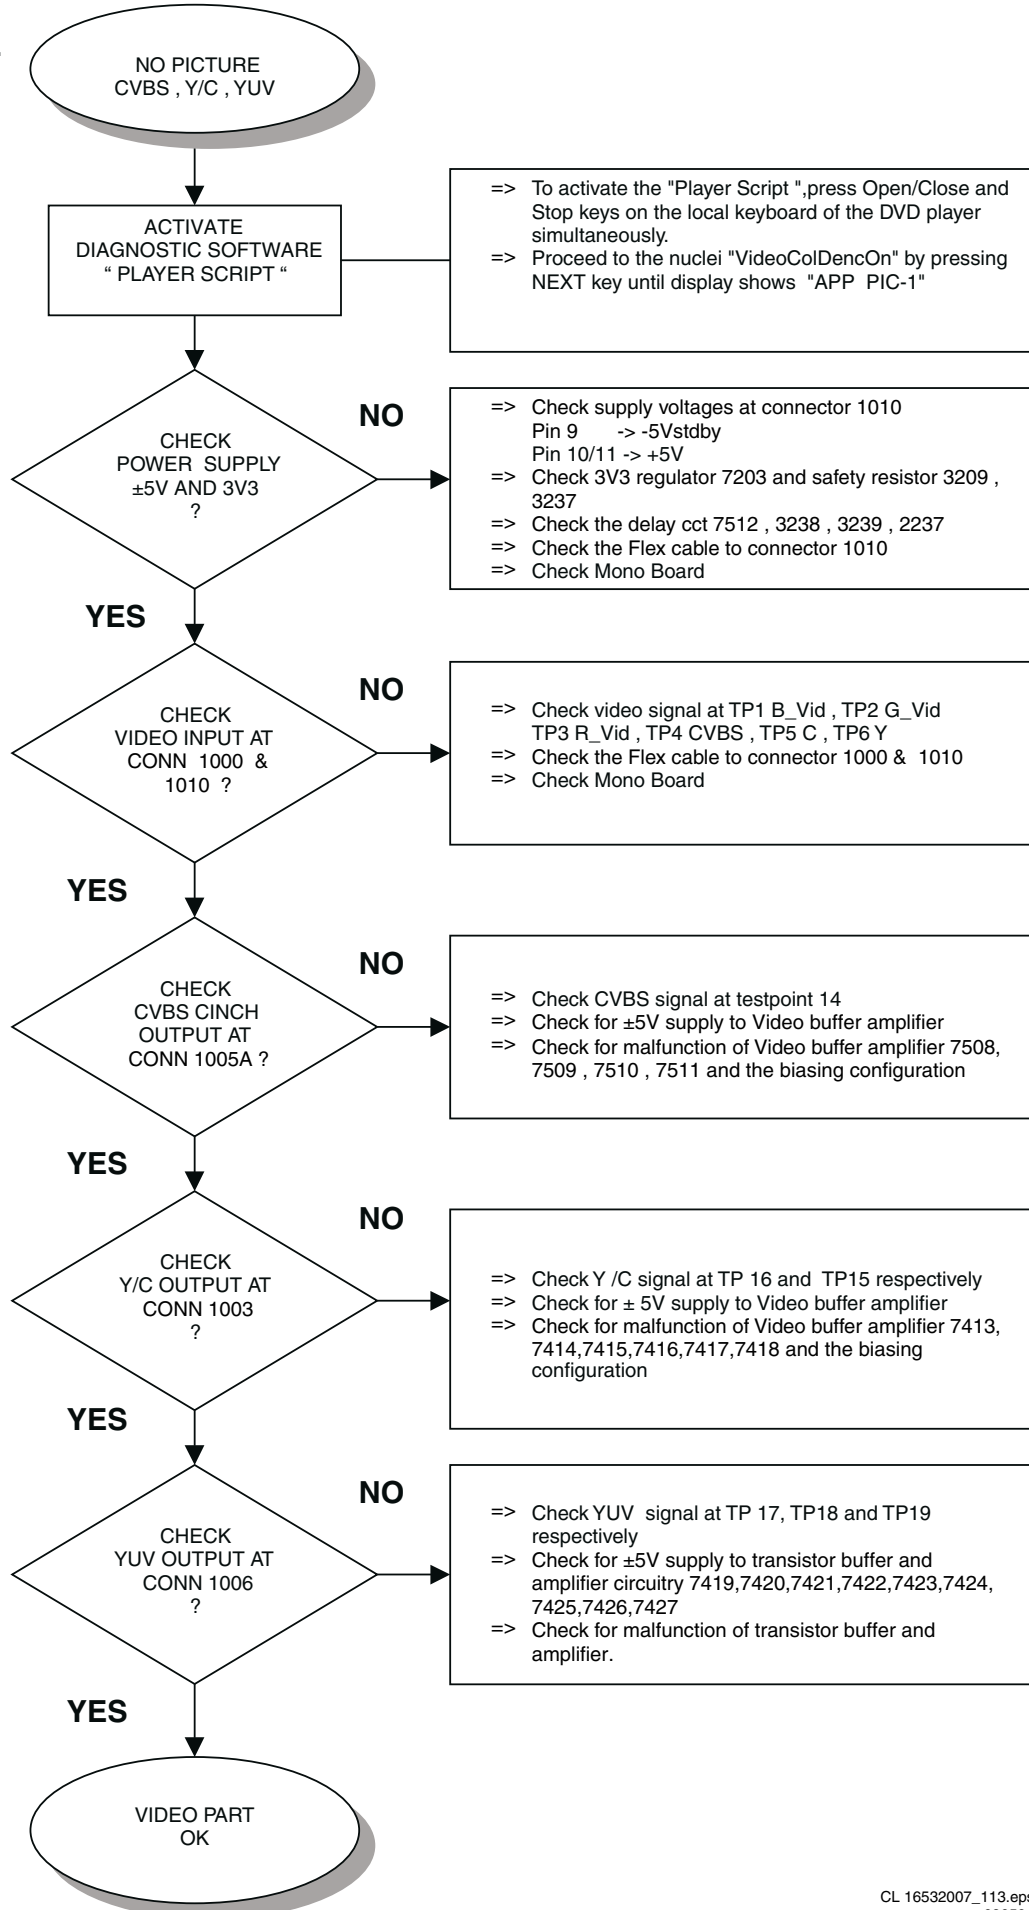 NO PICTURE
CVBS , Y/C , YUV
ACTIVATE
DIAGNOSTIC SOFTWARE
“ PLAYER SCRIPT “
=> To activate the "Player Script ",press Open/Close and
Stop keys on the local keyboard of the DVD player
simultaneously.
=> Proceed to the nuclei "VideoColDencOn" by pressing
NEXT key until display shows "APP PIC-1"
CHECK
POWER SUPPLY
±5V AND 3V3
?
NO
=> Check supply voltages at connector 1010
Pin 9 -> -5Vstdby
Pin 10/11 -> +5V
=> Check 3V3 regulator 7203 and safety resistor 3209 ,
3237
=> Check the delay cct 7512 , 3238 , 3239 , 2237
=> Check the Flex cable to connector 1010
=> Check Mono Board
YES
CHECK
VIDEO INPUT AT
CONN 1000 &
1010 ?
NO
=> Check video signal at TP1 B_Vid , TP2 G_Vid
TP3 R_Vid , TP4 CVBS , TP5 C , TP6 Y
=> Check the Flex cable to connector 1000 & 1010
=> Check Mono Board
YES
CHECK
CVBS CINCH
OUTPUT AT
CONN 1005A ?
NO
=> Check CVBS signal at testpoint 14
=> Check for ±5V supply to Video buffer amplifier
=> Check for malfunction of Video buffer amplifier 7508,
7509 , 7510 , 7511 and the biasing configuration
YES
CHECK
Y/C OUTPUT AT
CONN 1003
?
NO
=> Check Y /C signal at TP 16 and TP15 respectively
=> Check for ± 5V supply to Video buffer amplifier
=> Check for malfunction of Video buffer amplifier 7413,
7414,7415,7416,7417,7418 and the biasing
configuration
YES
CHECK
YUV OUTPUT AT
CONN 1006
?
NO
=> Check YUV signal at TP 17, TP18 and TP19
respectively
=> Check for ±5V supply to transistor buffer and
amplifier circuitry 7419,7420,7421,7422,7423,7424,
7425,7426,7427
=> Check for malfunction of transistor buffer and
amplifier.
YES
VIDEO PART
OK
CL 16532007_113.eps